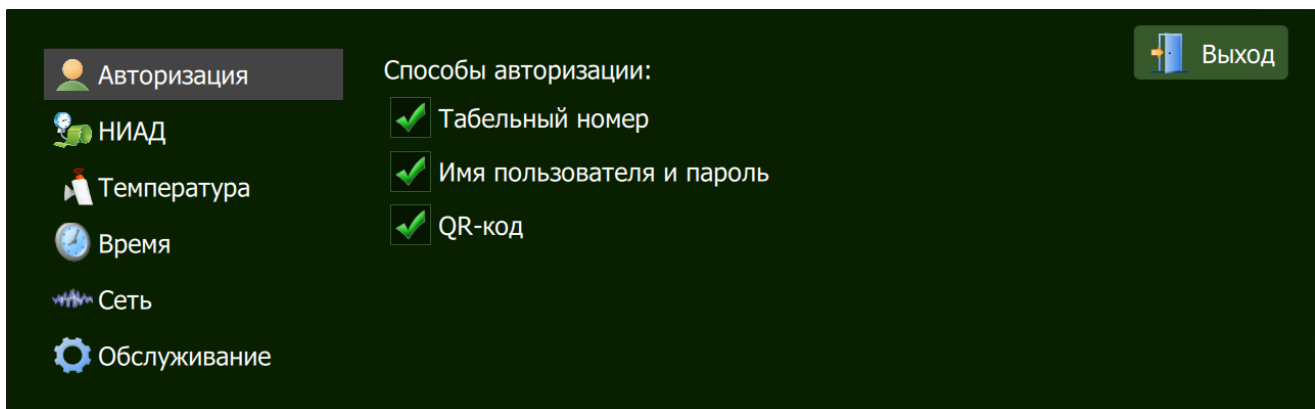 Авторизация
НИАД
Температура
Время
Сеть
Обслуживание
Способы авторизации:
Табельный номер
Имя пользователя и пароль
QR-код
Выход